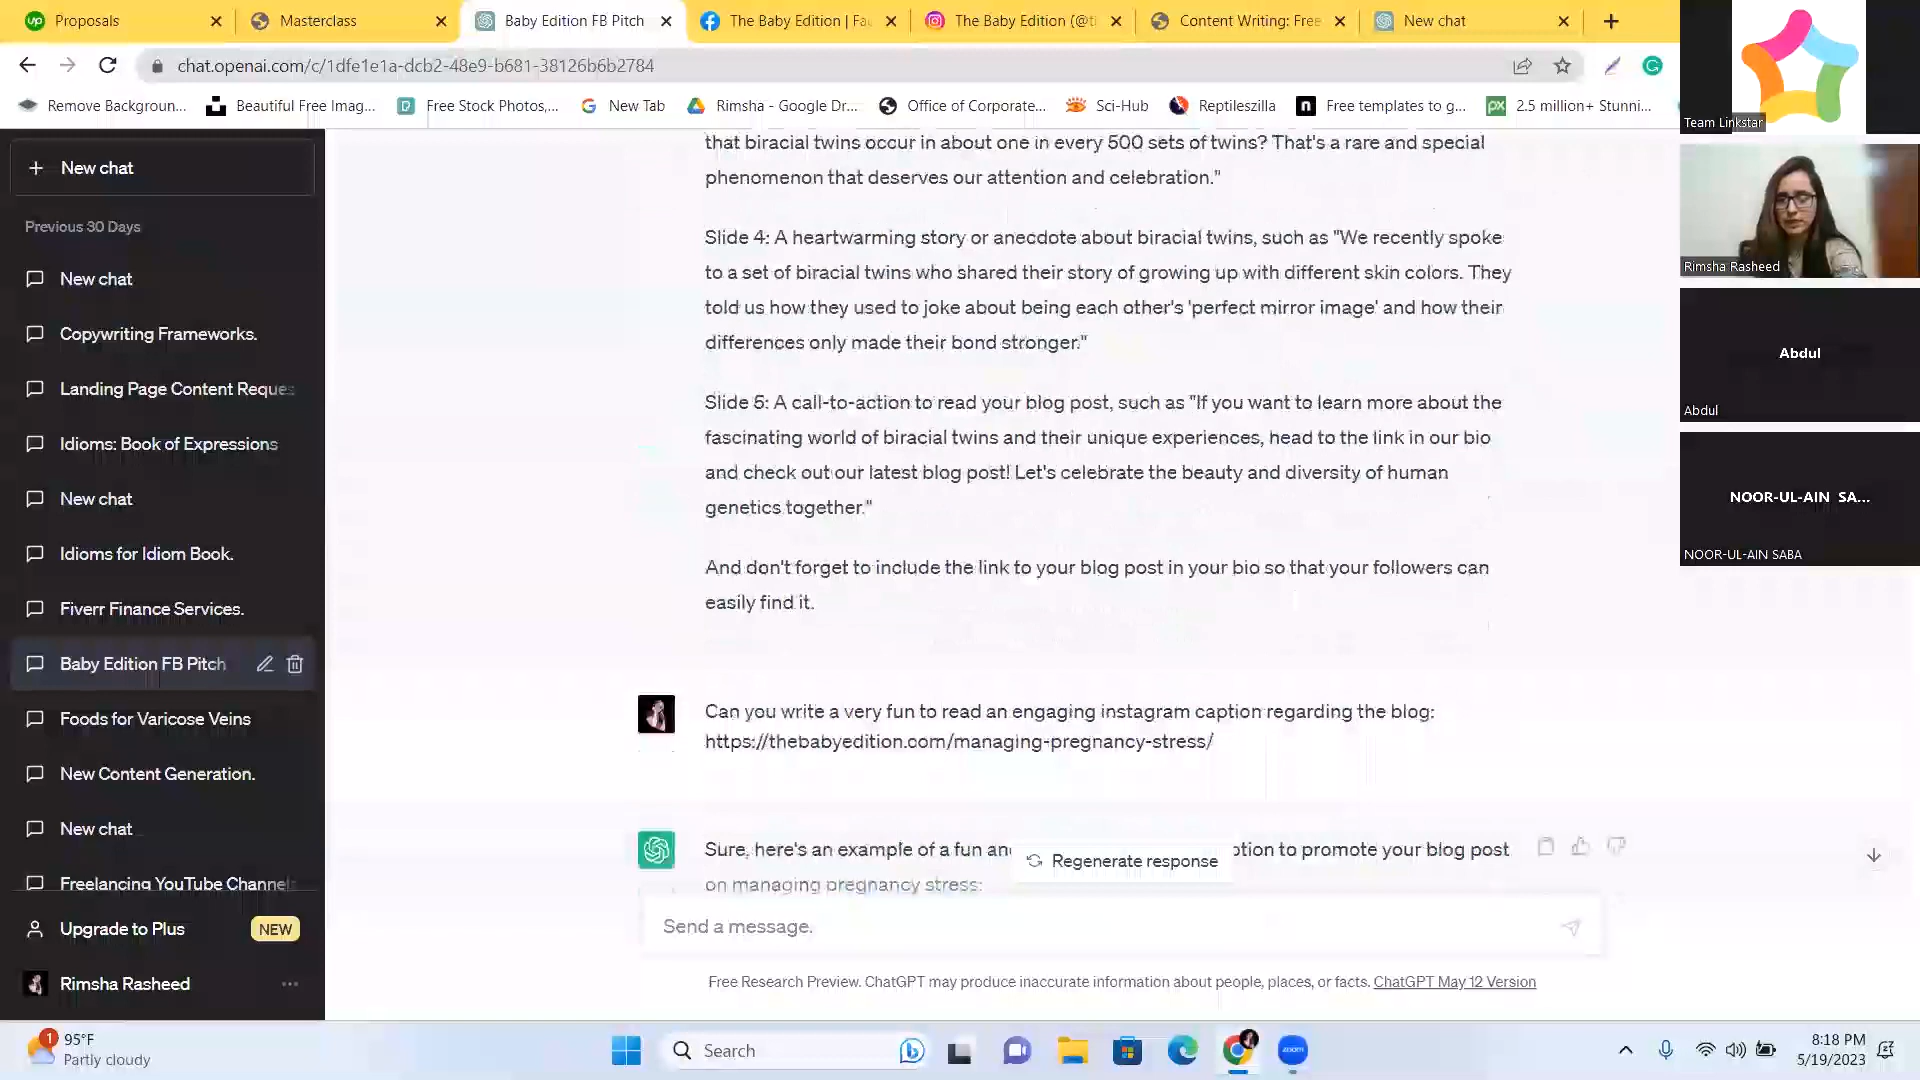 Proposals
Masterclass
Baby Edition FB Pitch
The Baby Edition | Fa
The Baby Edition (@t
Content Writing: Free
New chat
chat.openai.com/c/1dfe1e1a-dcb2-48e9-b681-38126b6b2784
Remove Backgroun...
Beautiful Free Imag...
Free Stock Photos,...
New Tab
Rimsha - Google Dr...
Office of Corporate...
Sci-Hub
Reptileszilla
Free templates to g...
2.5 million+ Stunni...
New chat
Previous 30 Days
New chat
Copywriting Frameworks.
Landing Page Content Reques
Idioms: Book of Expressions
New chat
Idioms for Idiom Book.
Fiverr Finance Services.
Baby Edition FB Pitch
Foods for Varicose Veins
New Content Generation.
New chat
Freelancing YouTube Channel
Upgrade to Plus NEW
Rimsha Rasheed
that biracial twins occur in about one in every 500 sets of twins? That's a rare and special
phenomenon that deserves our attention and celebration."
Slide 4: A heartwarming story or anecdote about biracial twins, such as "We recently spoke
to a set of biracial twins who shared their story of growing up with different skin colors. They
told us how they used to joke about being each other's 'perfect mirror image' and how their
differences only made their bond stronger."
Slide 5: A call-to-action to read your blog post, such as "If you want to learn more about the
fascinating world of biracial twins and their unique experiences, head to the link in our bio
and check out our latest blog post! Let's celebrate the beauty and diversity of human
genetics together."
And don't forget to include the link to your blog post in your bio so that your followers can
easily find it.
Can you write a very fun to read an engaging instagram caption regarding the blog:
https://thebabyedition.com/managing-pregnancy-stress/
Sure, here's an example of a fun an
ption to promote your blog post
on managing pregnancy stress:
Regenerate response
Send a message.
Free Research Preview. ChatGPT may produce inaccurate information about people, places, or facts. ChatGPT May 12 Version
Team Linkstar
Rimsha Rasheed
Abdul
Abdul
NOOR-UL-AIN SA...
NOOR-UL-AIN SABA
1
95°F
Partly cloudy
Search
zoom
8:18 PM
5/19/2023